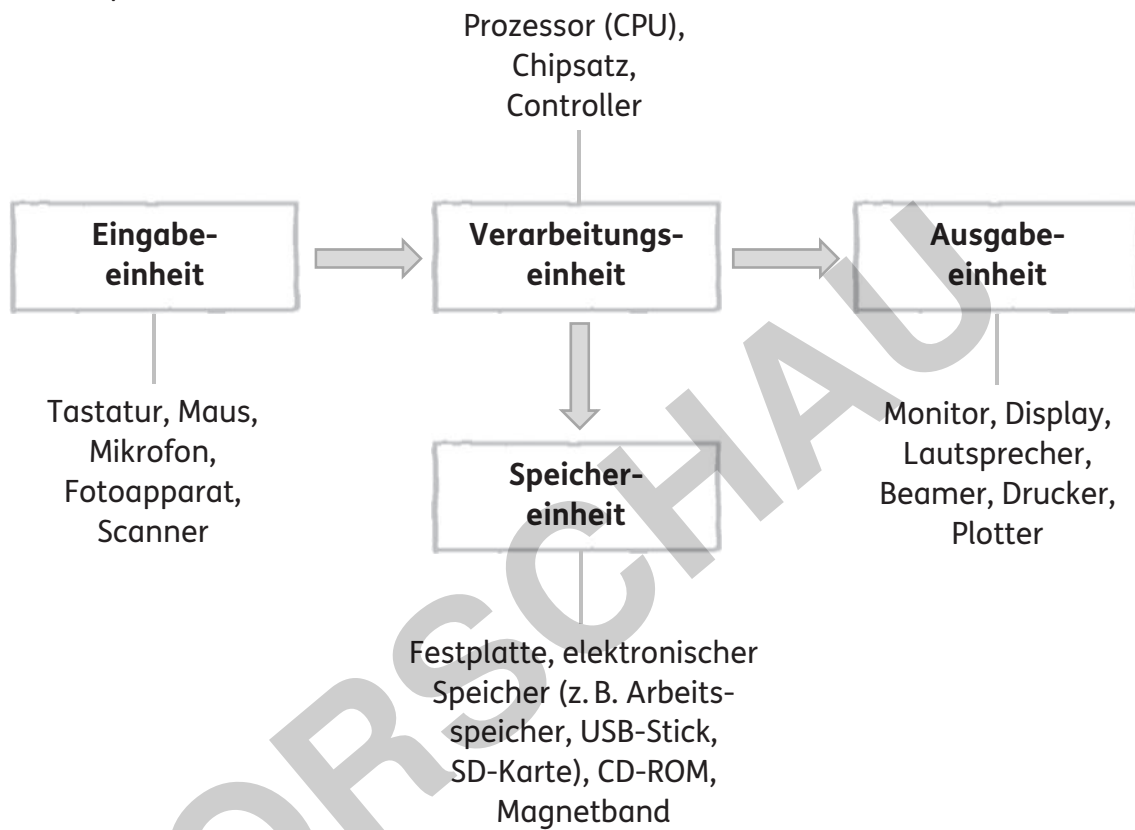 Prozessor (CPU),
Chipsatz,
Controller
Eingabe-
einheit
Verarbeitungs-
einheit
Ausgabe-
einheit
Tastatur, Maus,
Mikrofon,
Fotoapparat,
Scanner
Speicher-
einheit
Monitor, Display,
Lautsprecher,
Beamer, Drucker,
Plotter
Festplatte, elektronischer
Speicher (z. B. Arbeits-
speicher, USB-Stick,
SD-Karte), CD-ROM,
Magnetband
ORSCHAU